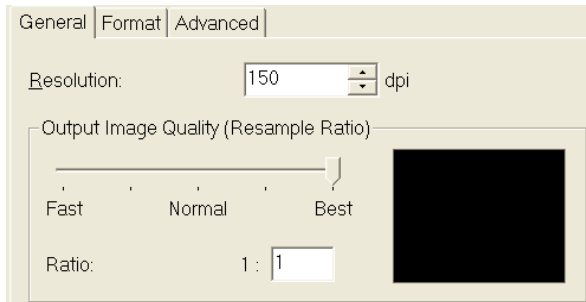 General Format Advanced
Resolution: 150 dpi
Output Image Quality (Resample Ratio)
Fast Normal Best
Ratio: 1 : 1